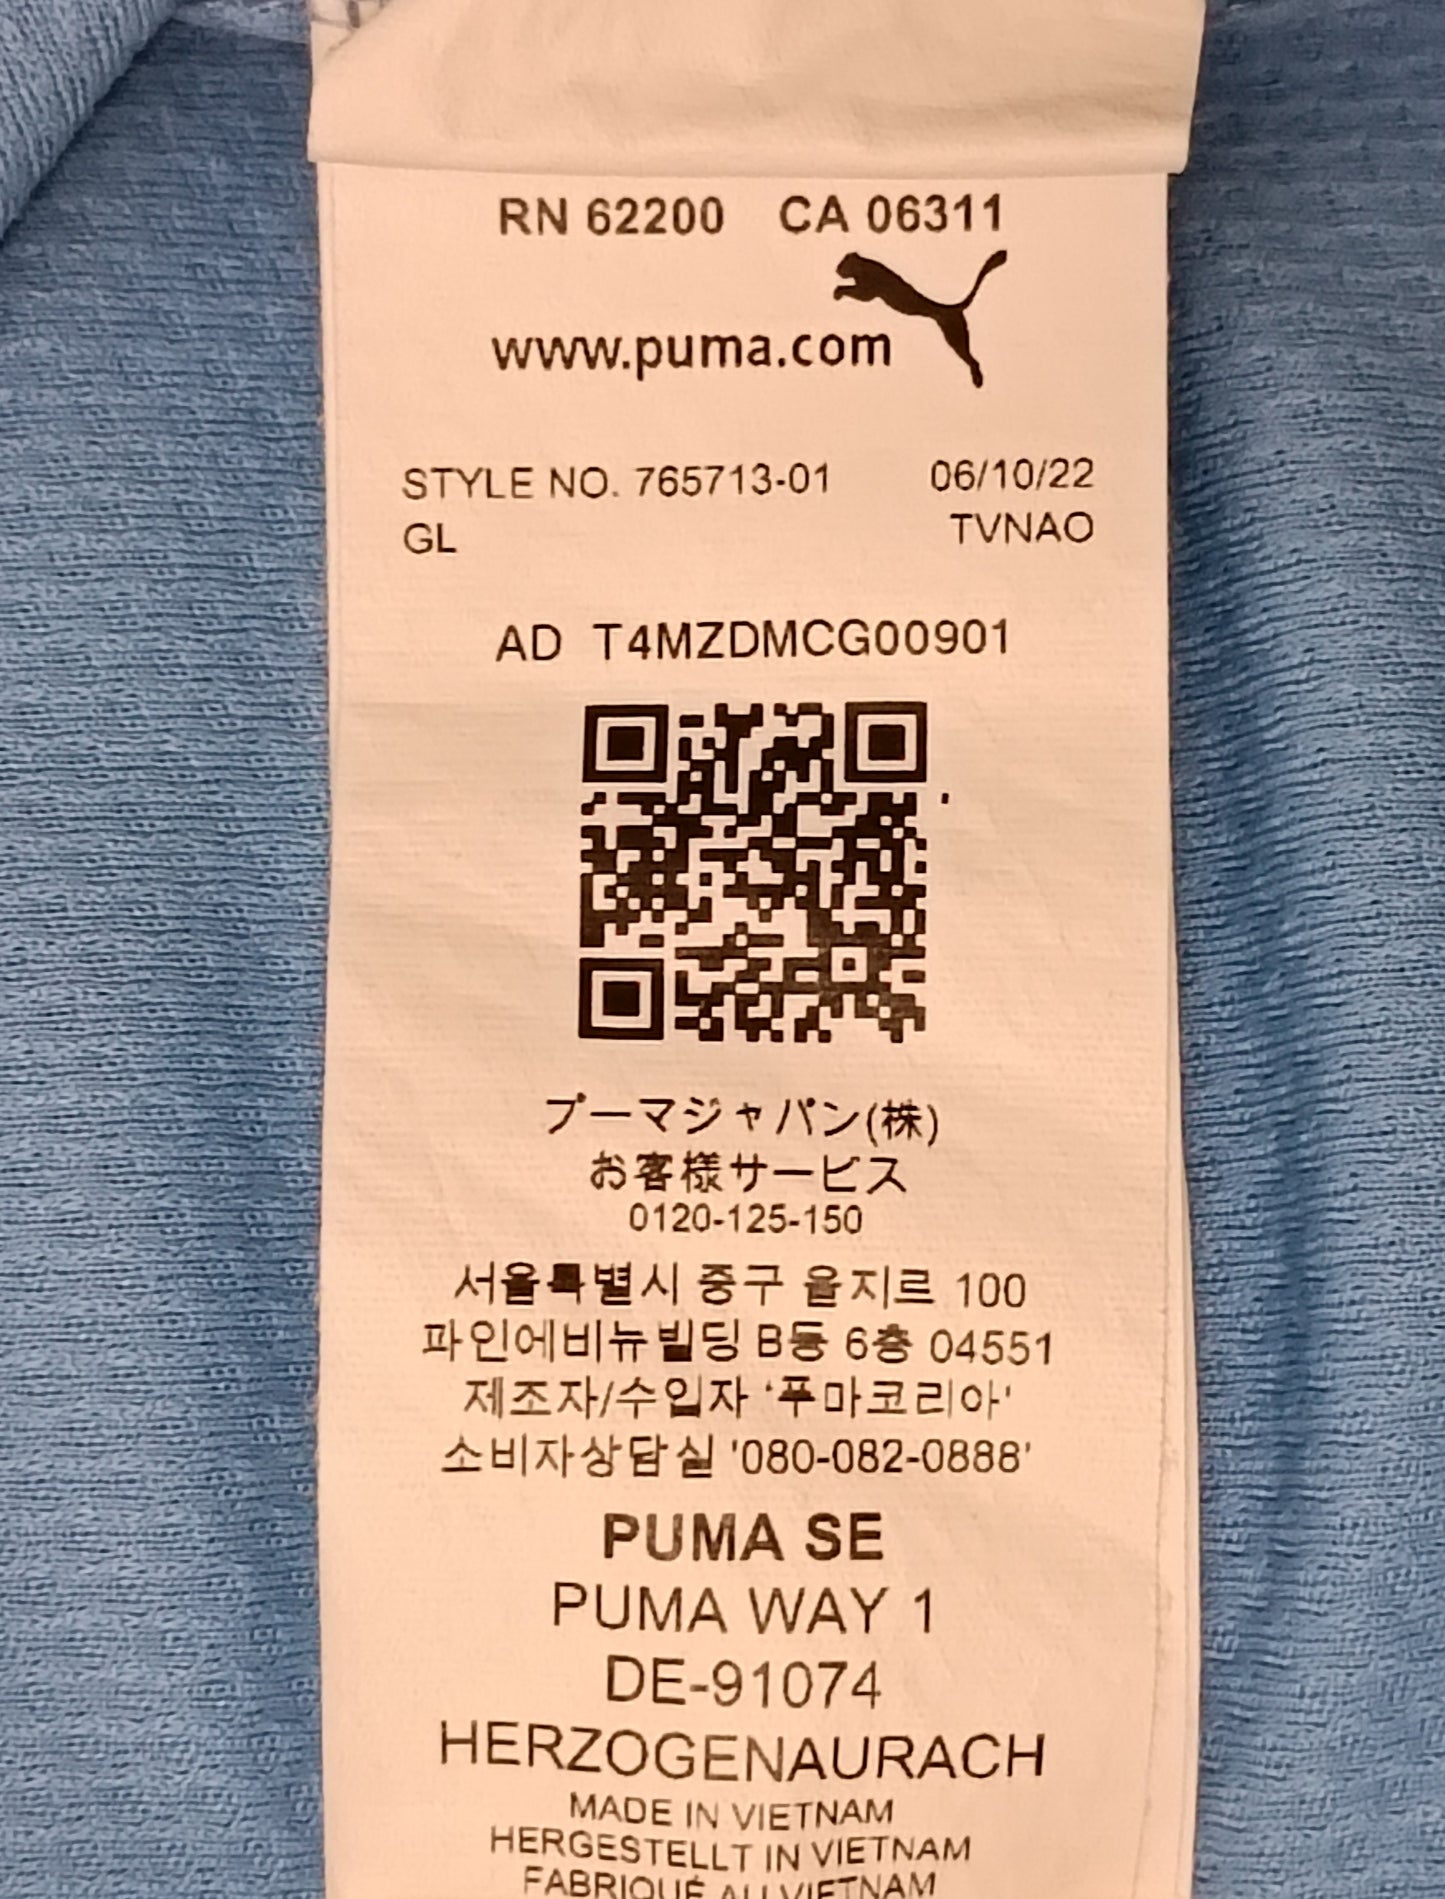 RN 62200 CA 06311
www.puma.com
STYLE NO. 765713-01 06/10/22
GL TVNAO
AD T4MZDMCG00901
プーマジャパン(株)
お客様サービス
0120-125-150
서울특별시 중구 을지르 100
파인에비뉴빌딩 B동 6층 04551
제조자/수입자 '푸마코리아'
소비자상담실 '080-082-0888'
PUMA SE
PUMA WAY 1
DE-91074
HERZOGENAURACH
MADE IN VIETNAM
HERGESTELLT IN VIETNAM
FABRIQUÉ AU VIETNAM